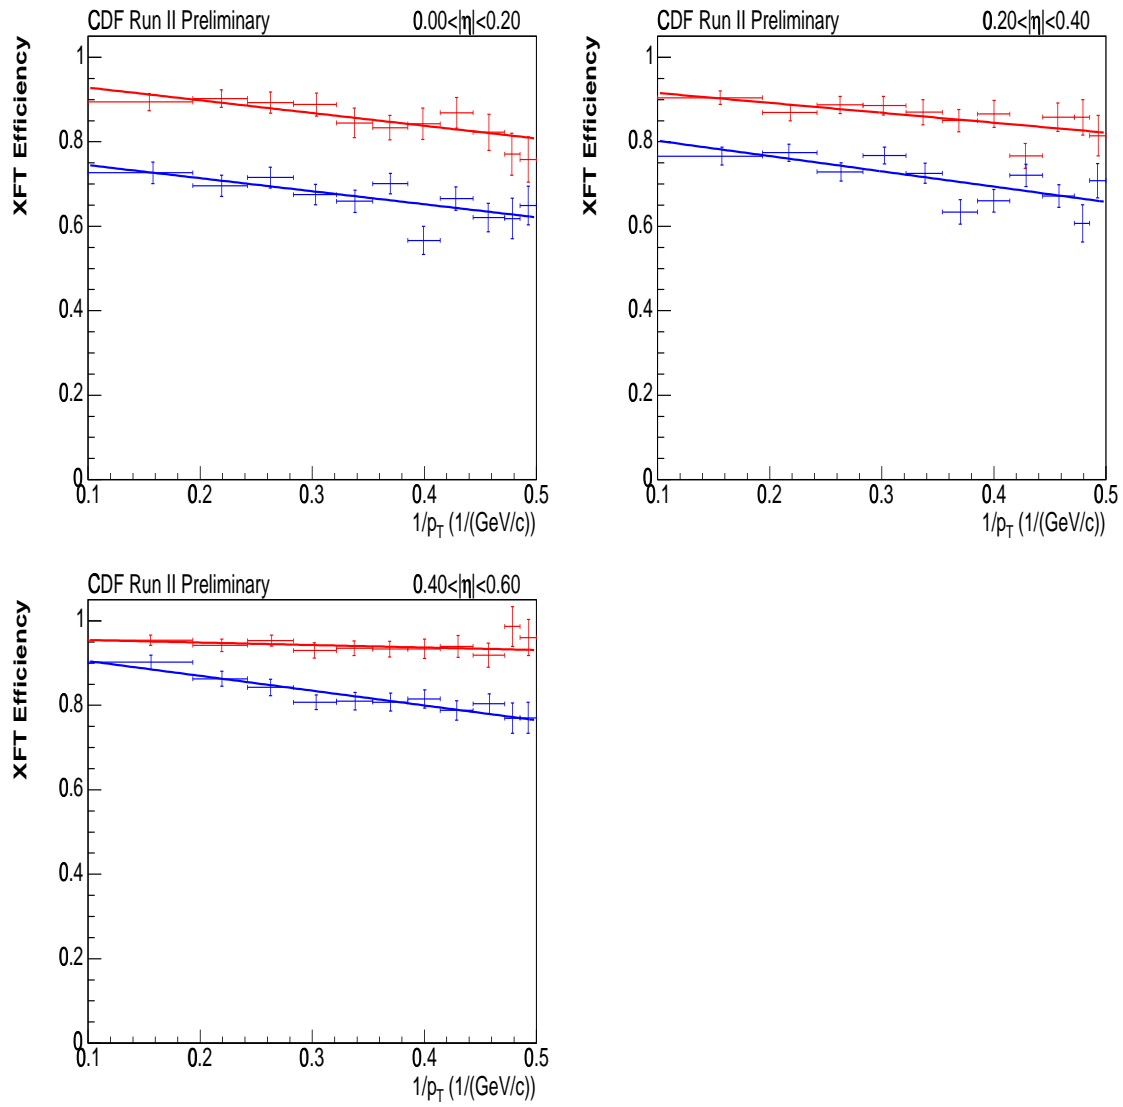 CDF Run II Preliminary 0.00<|η|<0.20
XFT Efficiency
1
0.8
0.6
0.4
0.2
0
0.1 0.2 0.3 0.4 0.5
1/p_T (1/(GeV/c))
CDF Run II Preliminary 0.20<|η|<0.40
XFT Efficiency
1
0.8
0.6
0.4
0.2
0
0.1 0.2 0.3 0.4 0.5
1/p_T (1/(GeV/c))
CDF Run II Preliminary 0.40<|η|<0.60
XFT Efficiency
1
0.8
0.6
0.4
0.2
0
0.1 0.2 0.3 0.4 0.5
1/p_T (1/(GeV/c))